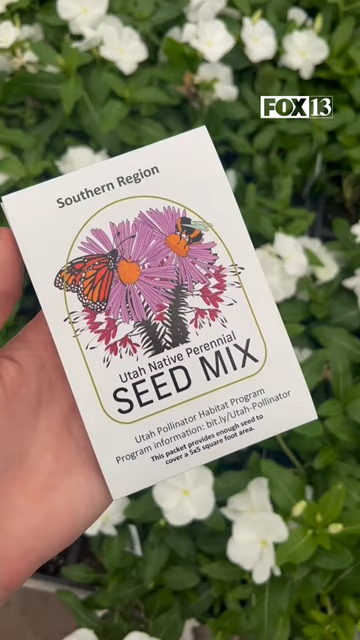 FOX 13
Southern Region
Utah Native Perennial
SEED MIX
Utah Pollinator Habitat Program
Program information: bit.ly/Utah-Pollinator
This packet provides enough seed to
cover a 5x5 square foot area.